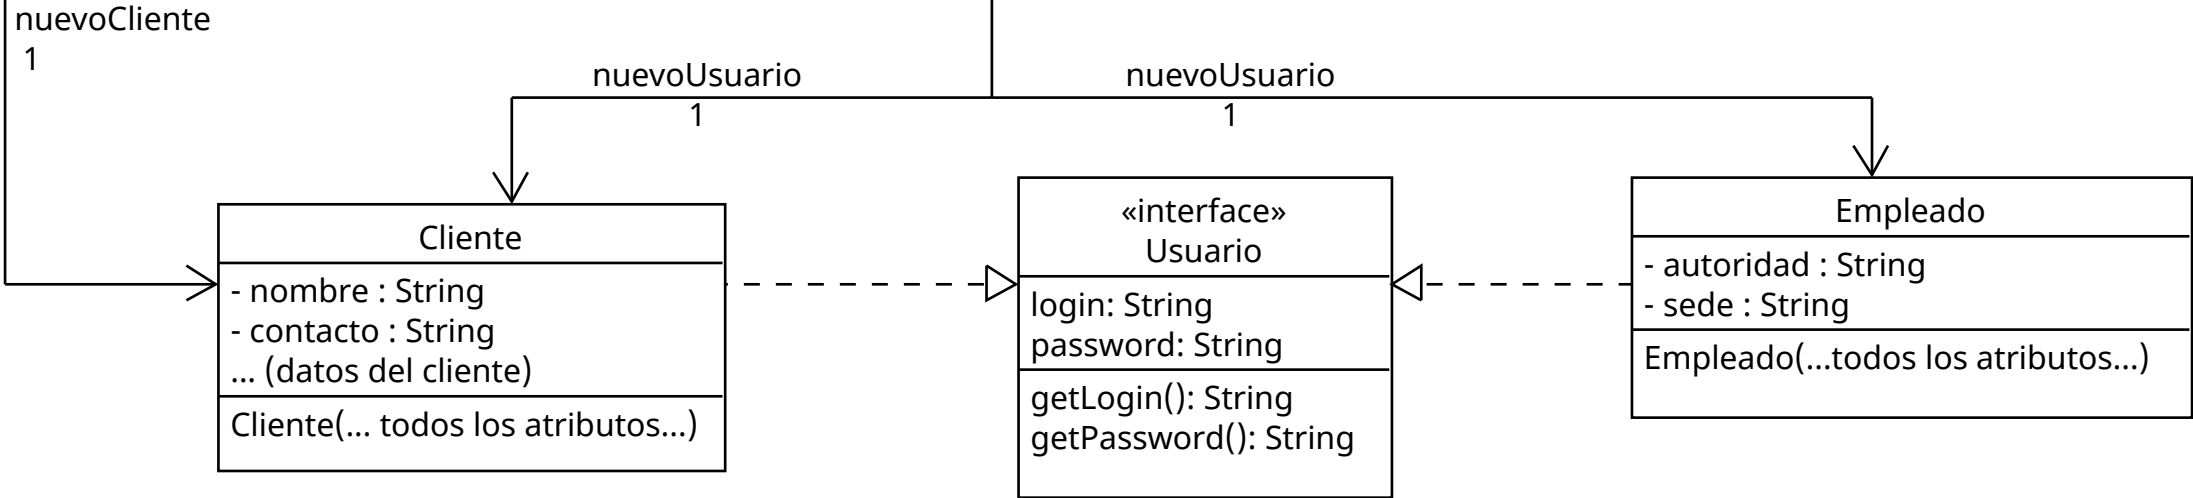 nuevoCliente
1
nuevoUsuario
1
nuevoUsuario
1
Cliente
- nombre : String
- contacto : String
... (datos del cliente)
Cliente(... todos los atributos...)
«interface»
Usuario
login: String
password: String
getLogin(): String
getPassword(): String
Empleado
- autoridad : String
- sede : String
Empleado(...todos los atributos...)